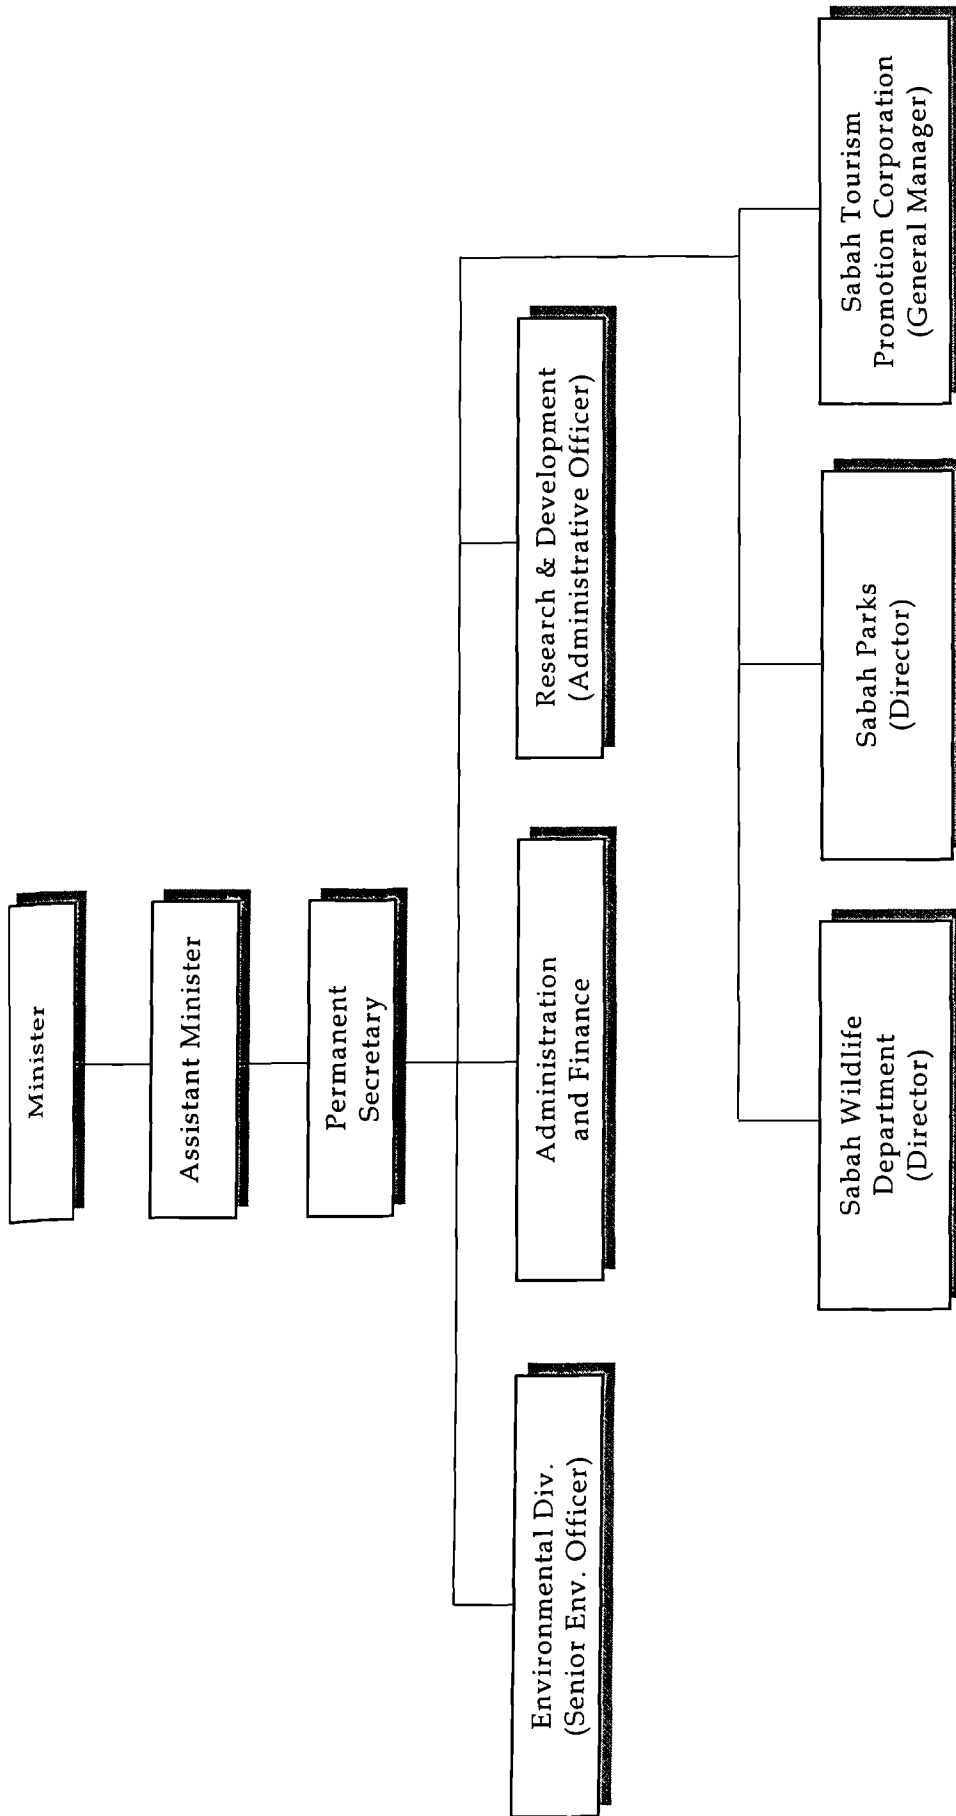 Minister
Assistant Minister
Permanent
Secretary
Environmental Div.
(Senior Env. Officer)
Administration
and Finance
Research & Development
(Administrative Officer)
Sabah Wildlife
Department
(Director)
Sabah Parks
(Director)
Sabah Tourism
Promotion Corporation
(General Manager)